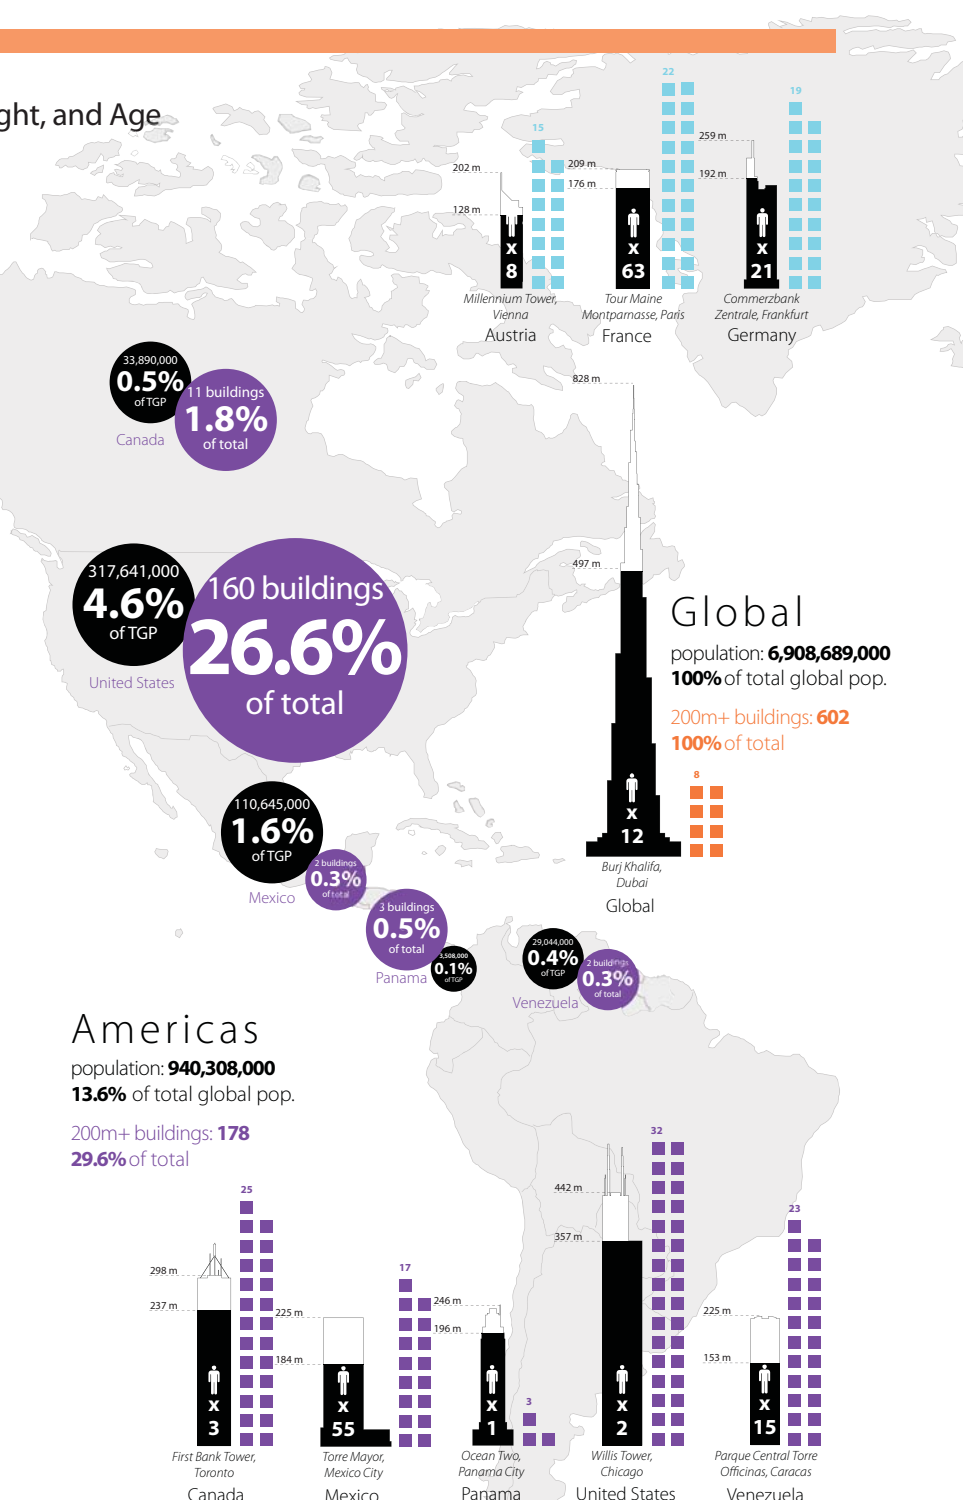 ght, and Age
22
19
15
259 m
202 m
209 m
192 m
176 m
128 m
x
8
x
63
x
21
Millennium Tower,
Vienna
Austria
Tour Maine
Montparnasse, Paris
France
Commerzbank
Zentrale, Frankfurt
Germany
33,890,000
0.5%
of TGP
11 buildings
1.8%
of total
Canada
828 m
497 m
317,641,000
4.6%
of TGP
160 buildings
26.6%
of total
United States
Global
population: 6,908,689,000
100% of total global pop.
200m+ buildings: 602
100% of total
8
x
12
Burj Khalifa,
Dubai
Global
110,645,000
1.6%
of TGP
2 buildings
0.3%
of total
Mexico
3 buildings
0.5%
of total
3,508,000
0.1%
of TGP
Panama
29,044,000
0.4%
of TGP
2 buildings
0.3%
of total
Venezuela
Americas
population: 940,308,000
13.6% of total global pop.
200m+ buildings: 178
29.6% of total
25
298 m
237 m
x
3
First Bank Tower,
Toronto
Canada
17
225 m
184 m
x
55
Torre Mayor,
Mexico City
Mexico
246 m
196 m
3
x
1
Ocean Two,
Panama City
Panama
32
442 m
357 m
x
2
Willis Tower,
Chicago
United States
23
225 m
153 m
x
15
Parque Central Torre
Officinas, Caracas
Venezuela